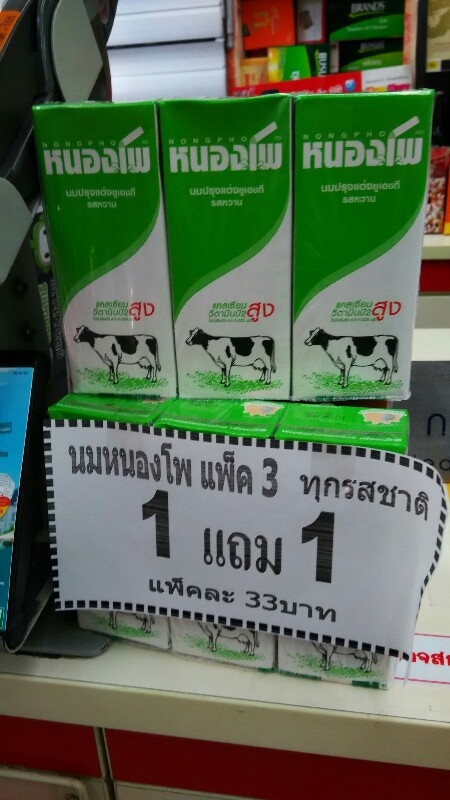 BRAND'S
NONGPHO NONGPHO NONGPHO
หนองโพ หนองโพ หนองโพ
นมปรุงแต่งยูเอชที นมปรุงแต่งยูเอชที นมปรุงแต่งยูเอชที
รสหวาน รสหวาน รสหวาน
แคลเซียม แคลเซียม แคลเซียม
วิตามินบี2 สูง วิตามินบี2 สูง วิตามินบี2 สูง
นมหนองโพ แพ็ค 3 ทุกรสชาติ
1 แถม 1
แพ็คละ 33บาท